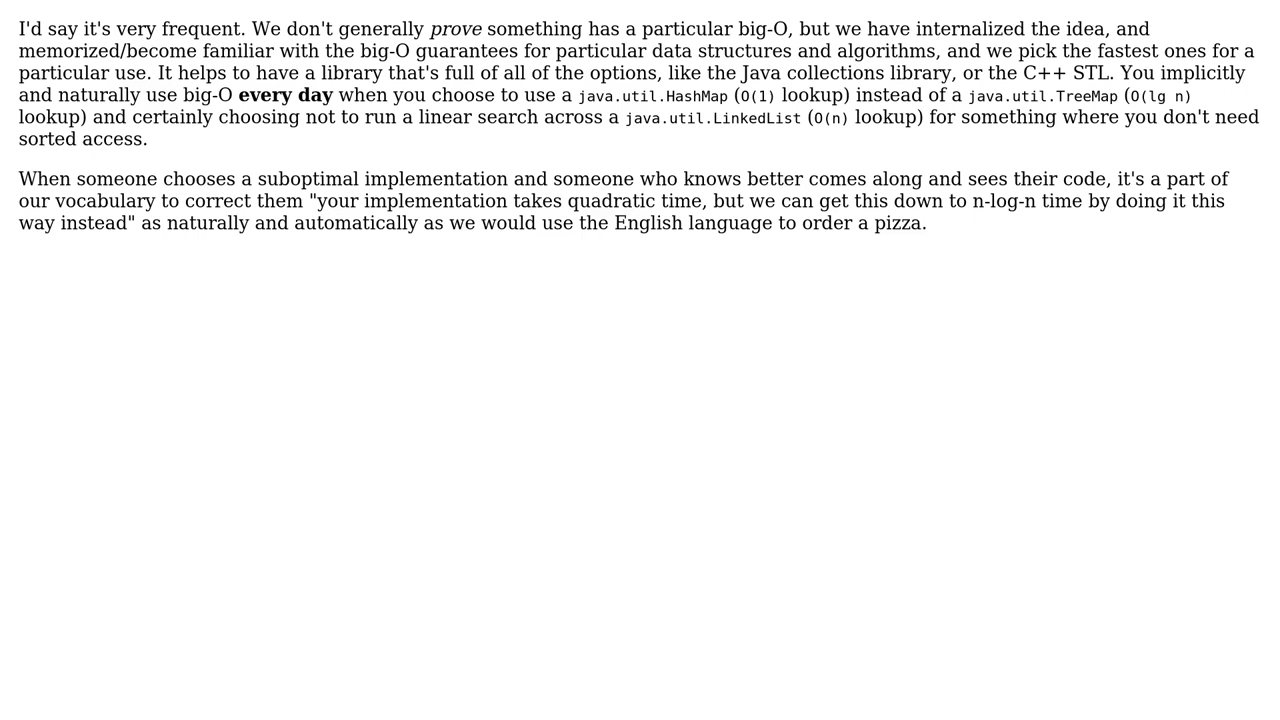 I'd say it's very frequent. We don't generally prove something has a particular big-O, but we have internalized the idea, and
memorized/become familiar with the big-O guarantees for particular data structures and algorithms, and we pick the fastest ones for a
particular use. It helps to have a library that's full of all of the options, like the Java collections library, or the C++ STL. You implicitly
and naturally use big-O every day when you choose to use a java.util.HashMap (O(1) lookup) instead of a java.util.TreeMap (O(lg n)
lookup) and certainly choosing not to run a linear search across a java.util.LinkedList (O(n) lookup) for something where you don't need
sorted access.
When someone chooses a suboptimal implementation and someone who knows better comes along and sees their code, it's a part of
our vocabulary to correct them "your implementation takes quadratic time, but we can get this down to n-log-n time by doing it this
way instead" as naturally and automatically as we would use the English language to order a pizza.